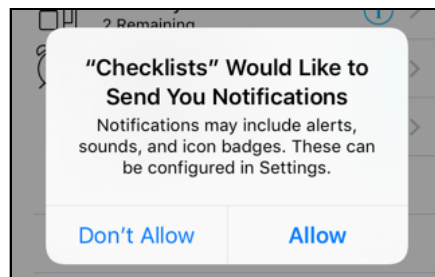 2 Remaining
“Checklists” Would Like to
Send You Notifications
Notifications may include alerts,
sounds, and icon badges. These can
be configured in Settings.
Don’t Allow
Allow